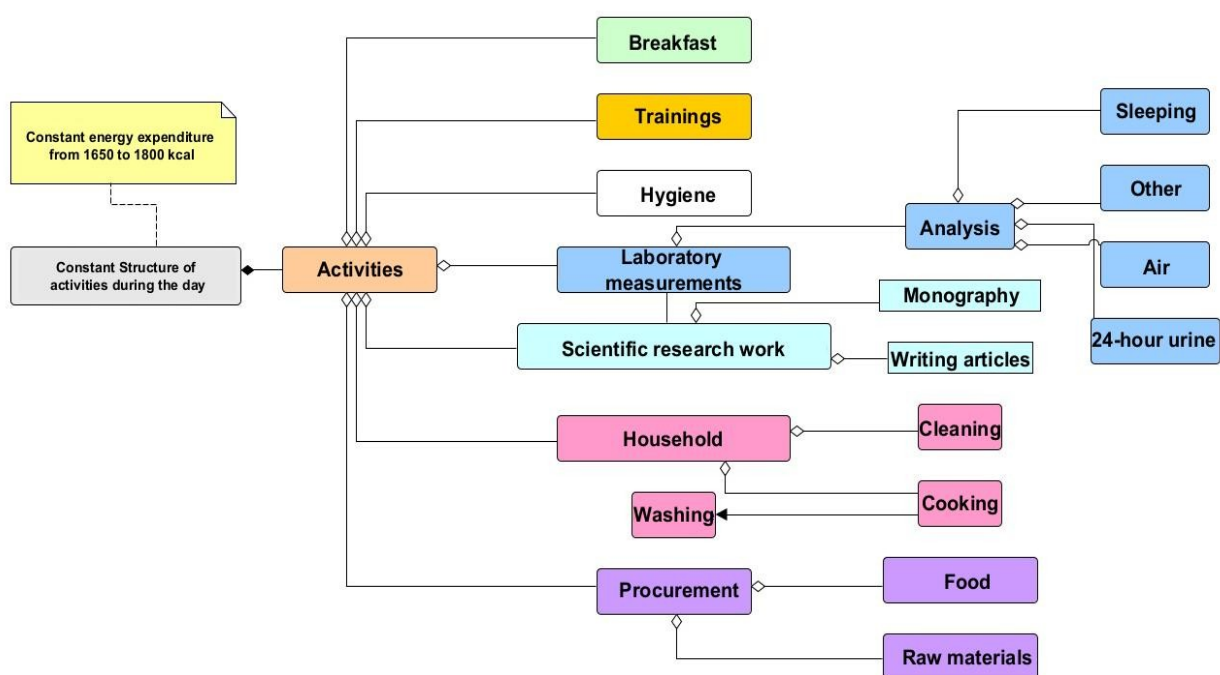 Breakfast
Constant energy expenditure
from 1650 to 1800 kcal
Trainings
Sleeping
Hygiene
Other
Analysis
Constant Structure of
activities during the day
Activities
Laboratory
measurements
Air
Monography
Scientific research work
24-hour urine
Writing articles
Household
Cleaning
Washing
Cooking
Procurement
Food
Raw materials